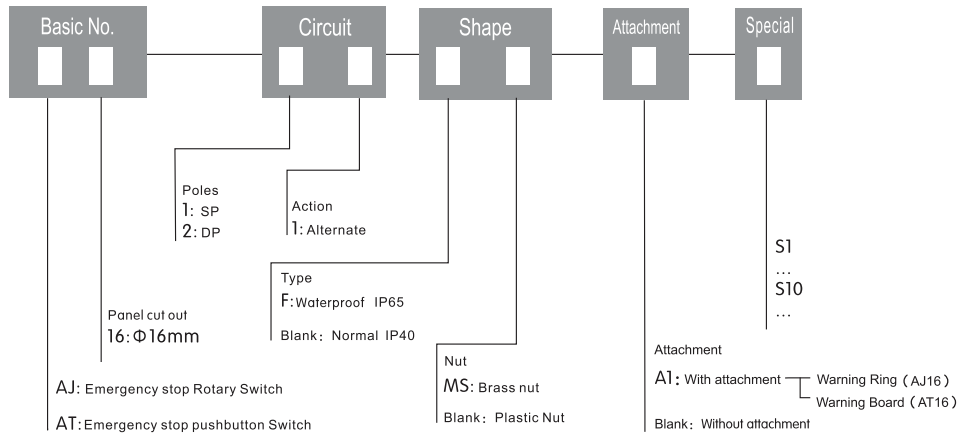 Basic No.
Circuit
Shape
Attachment
Special
Poles
1: SP
2: DP
Action
1: Alternate
Type
F:Waterproof IP65
Blank: Normal IP40
Panel cut out
16:Φ16mm
AJ: Emergency stop Rotary Switch
AT:Emergency stop pushbutton Switch
Nut
MS: Brass nut
Blank: Plastic Nut
Attachment
A1: With attachment
Warning Ring (AJ16)
Warning Board (AT16)
Blank: Without attachment
S1
...
S10
...